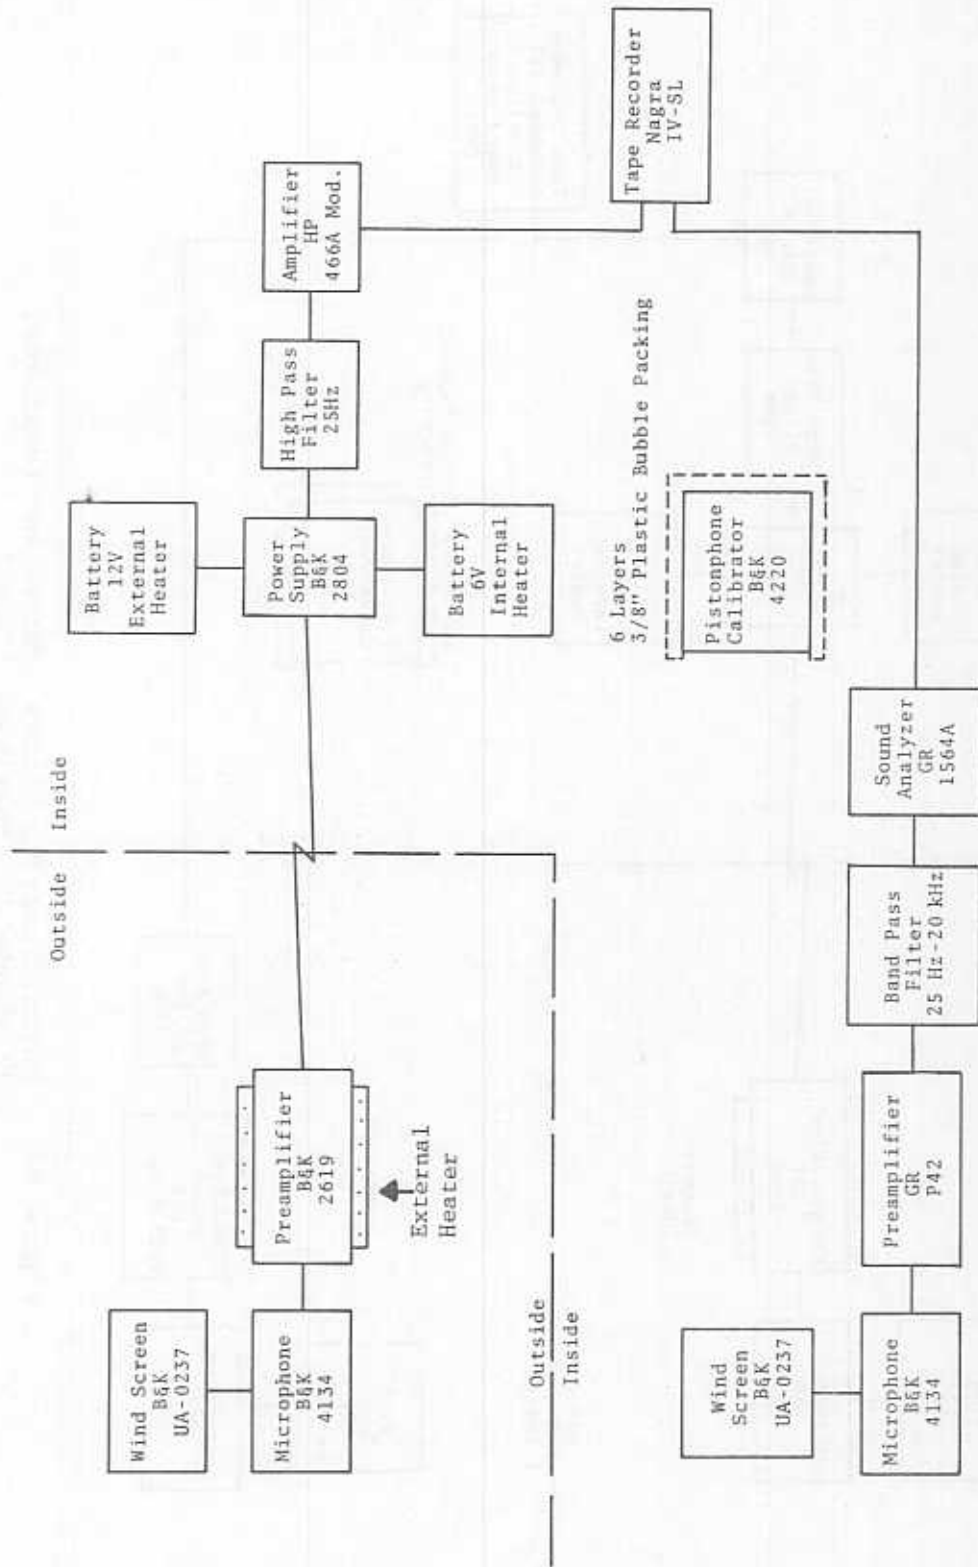 Outside
Inside
Wind Screen
B&K
UA-0237
Microphone
B&K
4134
Preamplifier
B&K
2619
External
Heater
Battery
12V
External
Heater
Power
Supply
B&K
2804
Battery
6V
Internal
Heater
High Pass
Filter
25Hz
Amplifier
HP
466A Mod.
Tape Recorder
Nagra
IV-SL
Outside
Inside
6 Layers
3/8" Plastic Bubble Packing
Pistonphone
Calibrator
B&K
4220
Wind
Screen
B&K
UA-0237
Microphone
B&K
4134
Preamplifier
GR
P42
Band Pass
Filter
25 Hz-20 kHz
Sound
Analyzer
GR
1564A